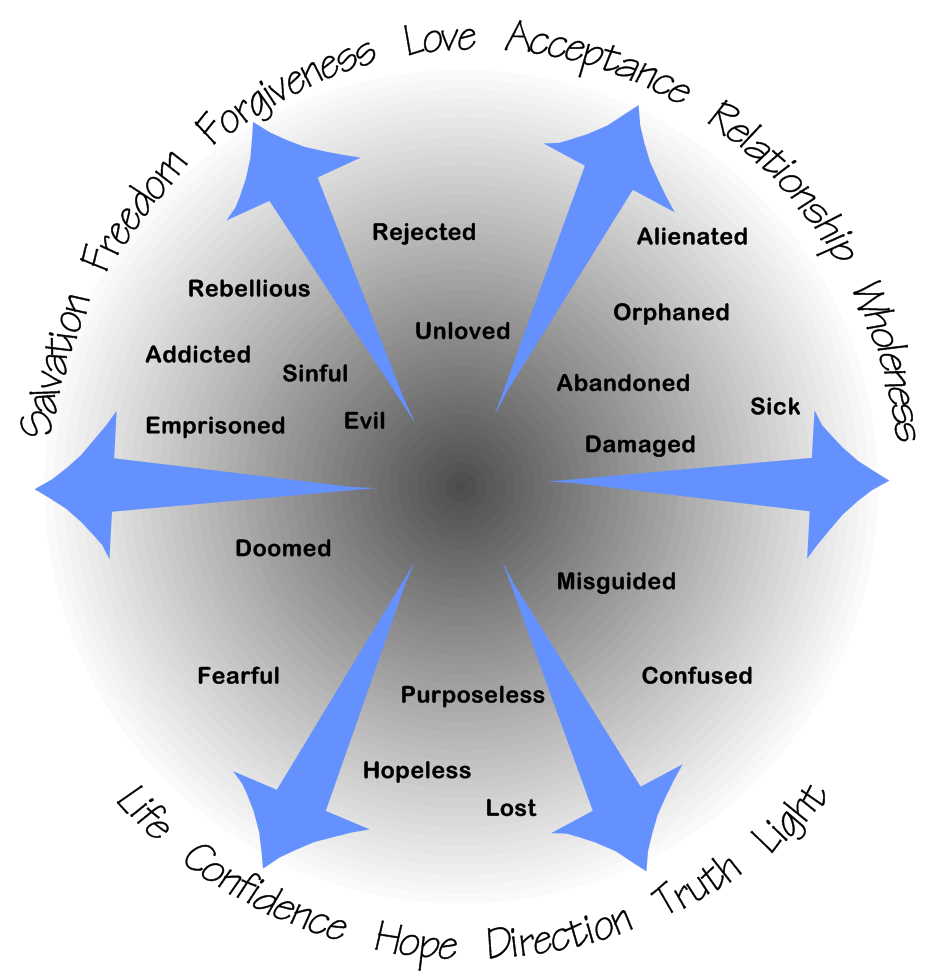 Salvation Freedom Forgiveness Love Acceptance Relationship Wholeness
Rejected
Alienated
Rebellious
Orphaned
Unloved
Addicted
Sinful
Abandoned
Sick
Emprisoned
Evil
Damaged
Doomed
Misguided
Fearful
Confused
Purposeless
Hopeless
Lost
Life Confidence Hope Direction Truth Light